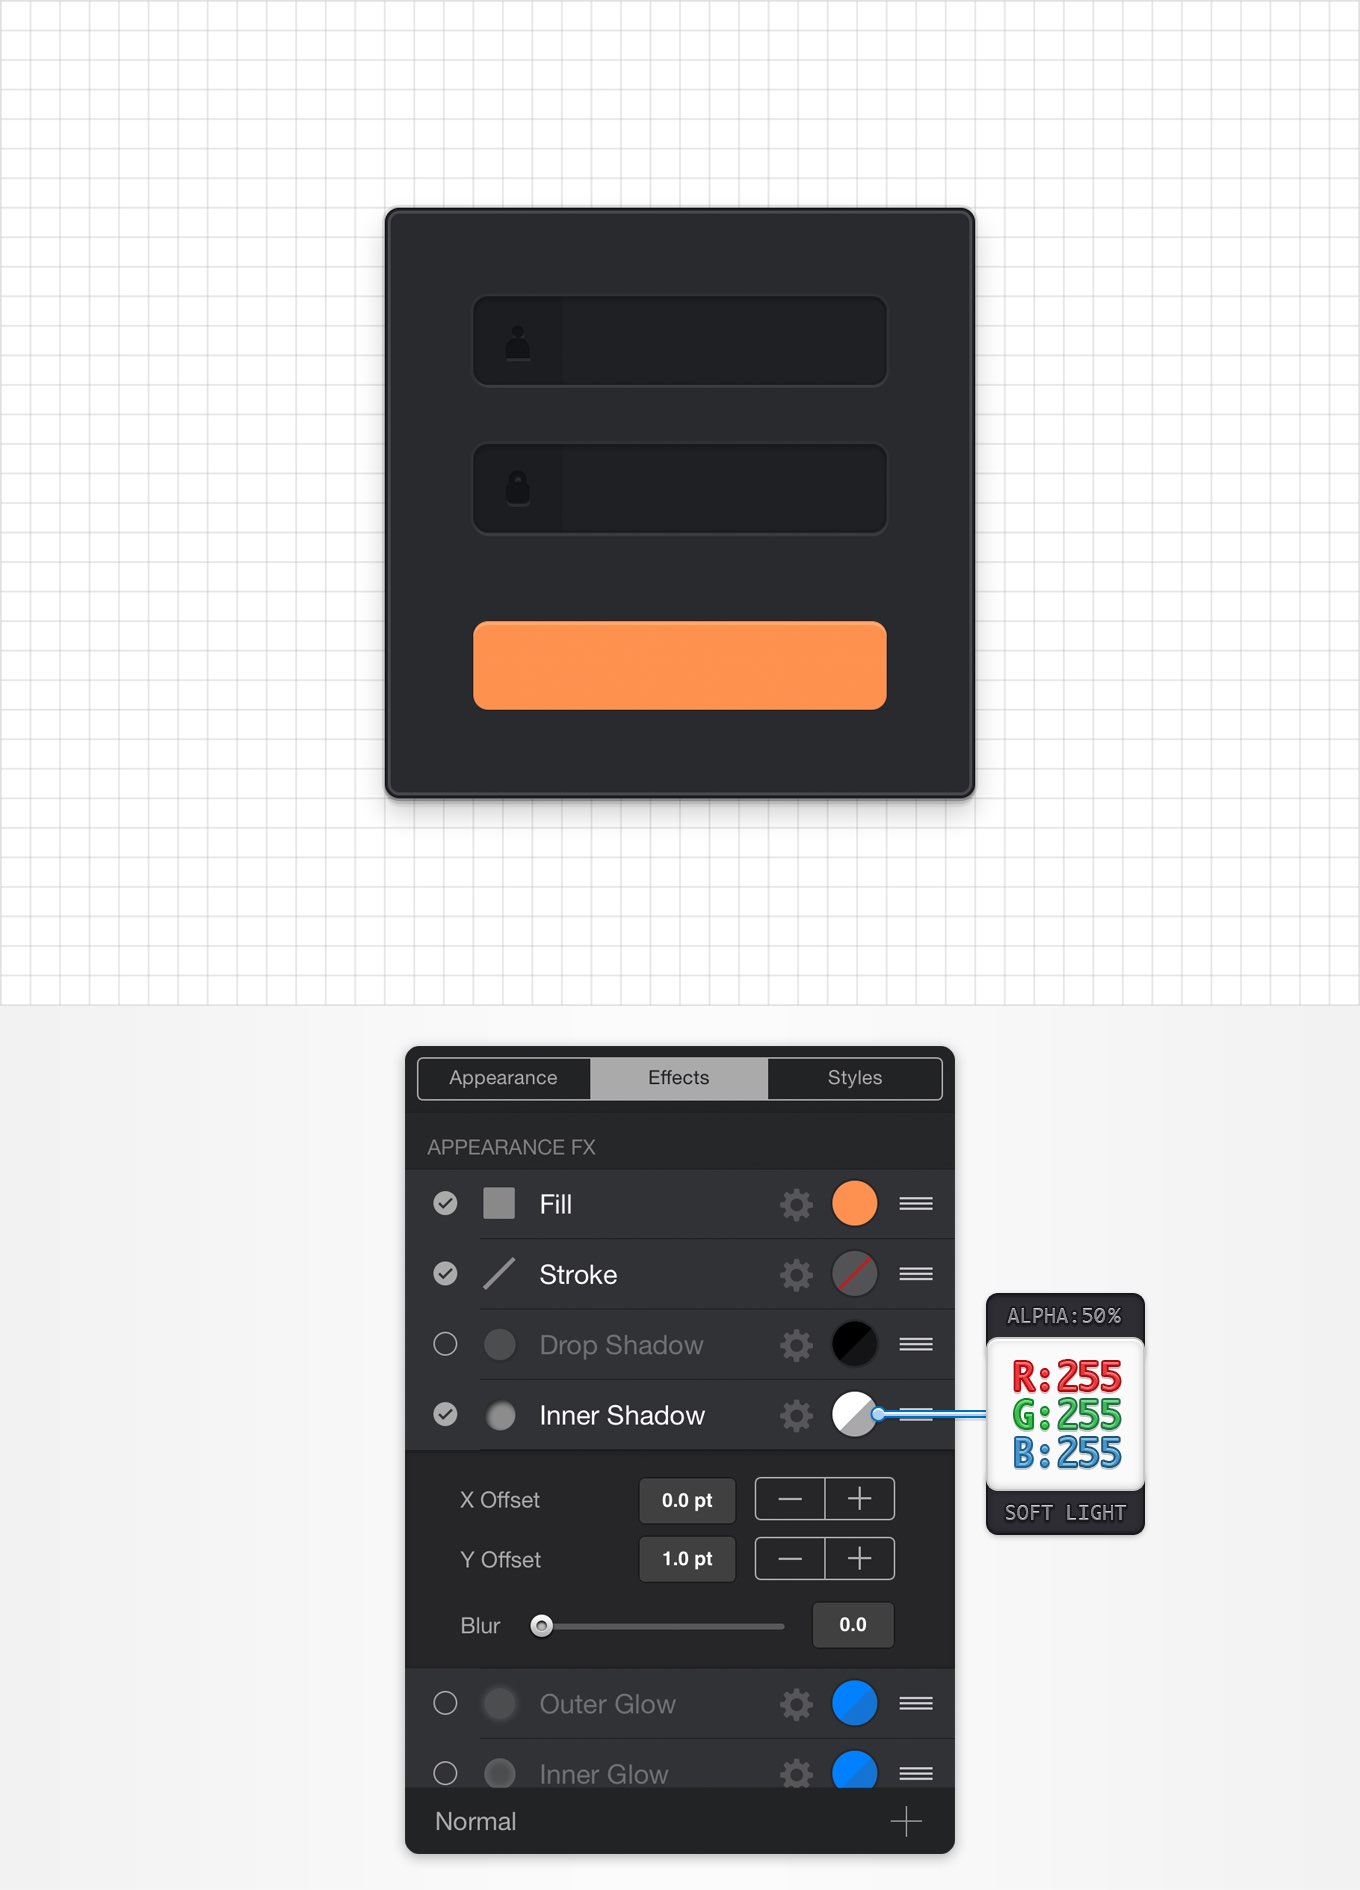 Appearance Effects Styles
APPEARANCE FX
Fill
Stroke
Drop Shadow
Inner Shadow
X Offset 0.0 pt
Y Offset 1.0 pt
Blur 0.0
Outer Glow
Inner Glow
Normal
ALPHA:50%
R:255
G:255
B:255
SOFT LIGHT